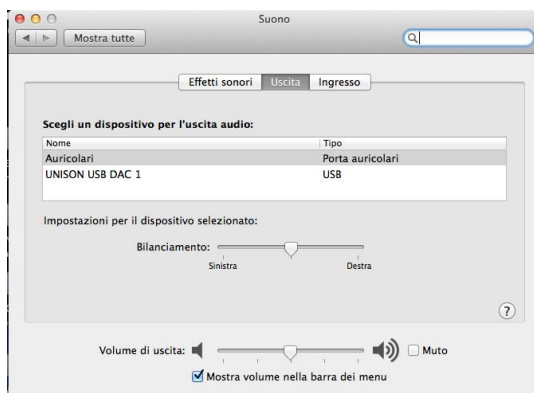 Suono
Mostra tutte
Effetti sonori Uscita Ingresso
Scegli un dispositivo per l'uscita audio:
Nome Tipo
Auricolari Porta auricolari
UNISON USB DAC 1 USB
Impostazioni per il dispositivo selezionato:
Bilanciamento:
Sinistra Destra
?
Volume di uscita: Muto
Mostra volume nella barra dei menu